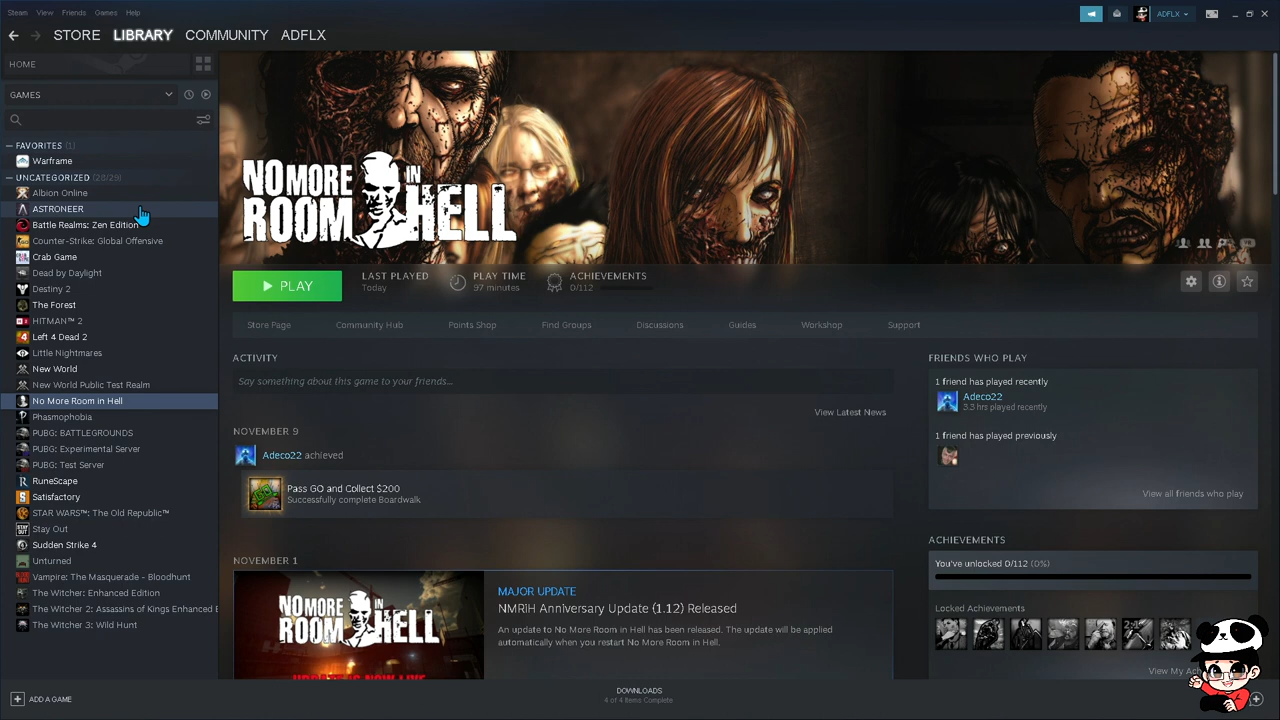 Steam View Friends Games Help
ADFLX
STORE LIBRARY COMMUNITY ADFLX
HOME
GAMES
FAVORITES (1)
Warframe
UNCATEGORIZED (28/29)
Albion Online
ASTRONEER
Battle Realms: Zen Edition
Counter-Strike: Global Offensive
Crab Game
Dead by Daylight
Destiny 2
The Forest
HITMAN™ 2
Left 4 Dead 2
Little Nightmares
New World
New World Public Test Realm
No More Room in Hell
Phasmophobia
PUBG: BATTLEGROUNDS
PUBG: Experimental Server
PUBG: Test Server
RuneScape
Satisfactory
STAR WARS™: The Old Republic™
Stay Out
Sudden Strike 4
Unturned
Vampire: The Masquerade - Bloodhunt
The Witcher: Enhanced Edition
The Witcher 2: Assassins of Kings Enhanced E
The Witcher 3: Wild Hunt
ADD A GAME
NO MORE ROOM IN HELL
PLAY
LAST PLAYED
Today
PLAY TIME
97 minutes
ACHIEVEMENTS
0/112
Store Page Community Hub Points Shop Find Groups Discussions Guides Workshop Support
ACTIVITY
Say something about this game to your friends...
View Latest News
NOVEMBER 9
Adeco22 achieved
Pass GO and Collect $200
Successfully complete Boardwalk
NOVEMBER 1
NO MORE ROOM IN HELL
UPDATE IS NOW LIVE
MAJOR UPDATE
NMRiH Anniversary Update (1.12) Released
An update to No More Room in Hell has been released. The update will be applied
automatically when you restart No More Room in Hell.
FRIENDS WHO PLAY
1 friend has played recently
Adeco22
3.3 hrs played recently
1 friend has played previously
View all friends who play
ACHIEVEMENTS
You've unlocked 0/112 (0%)
Locked Achievements
View My Ach
DOWNLOADS
4 of 4 Items Complete